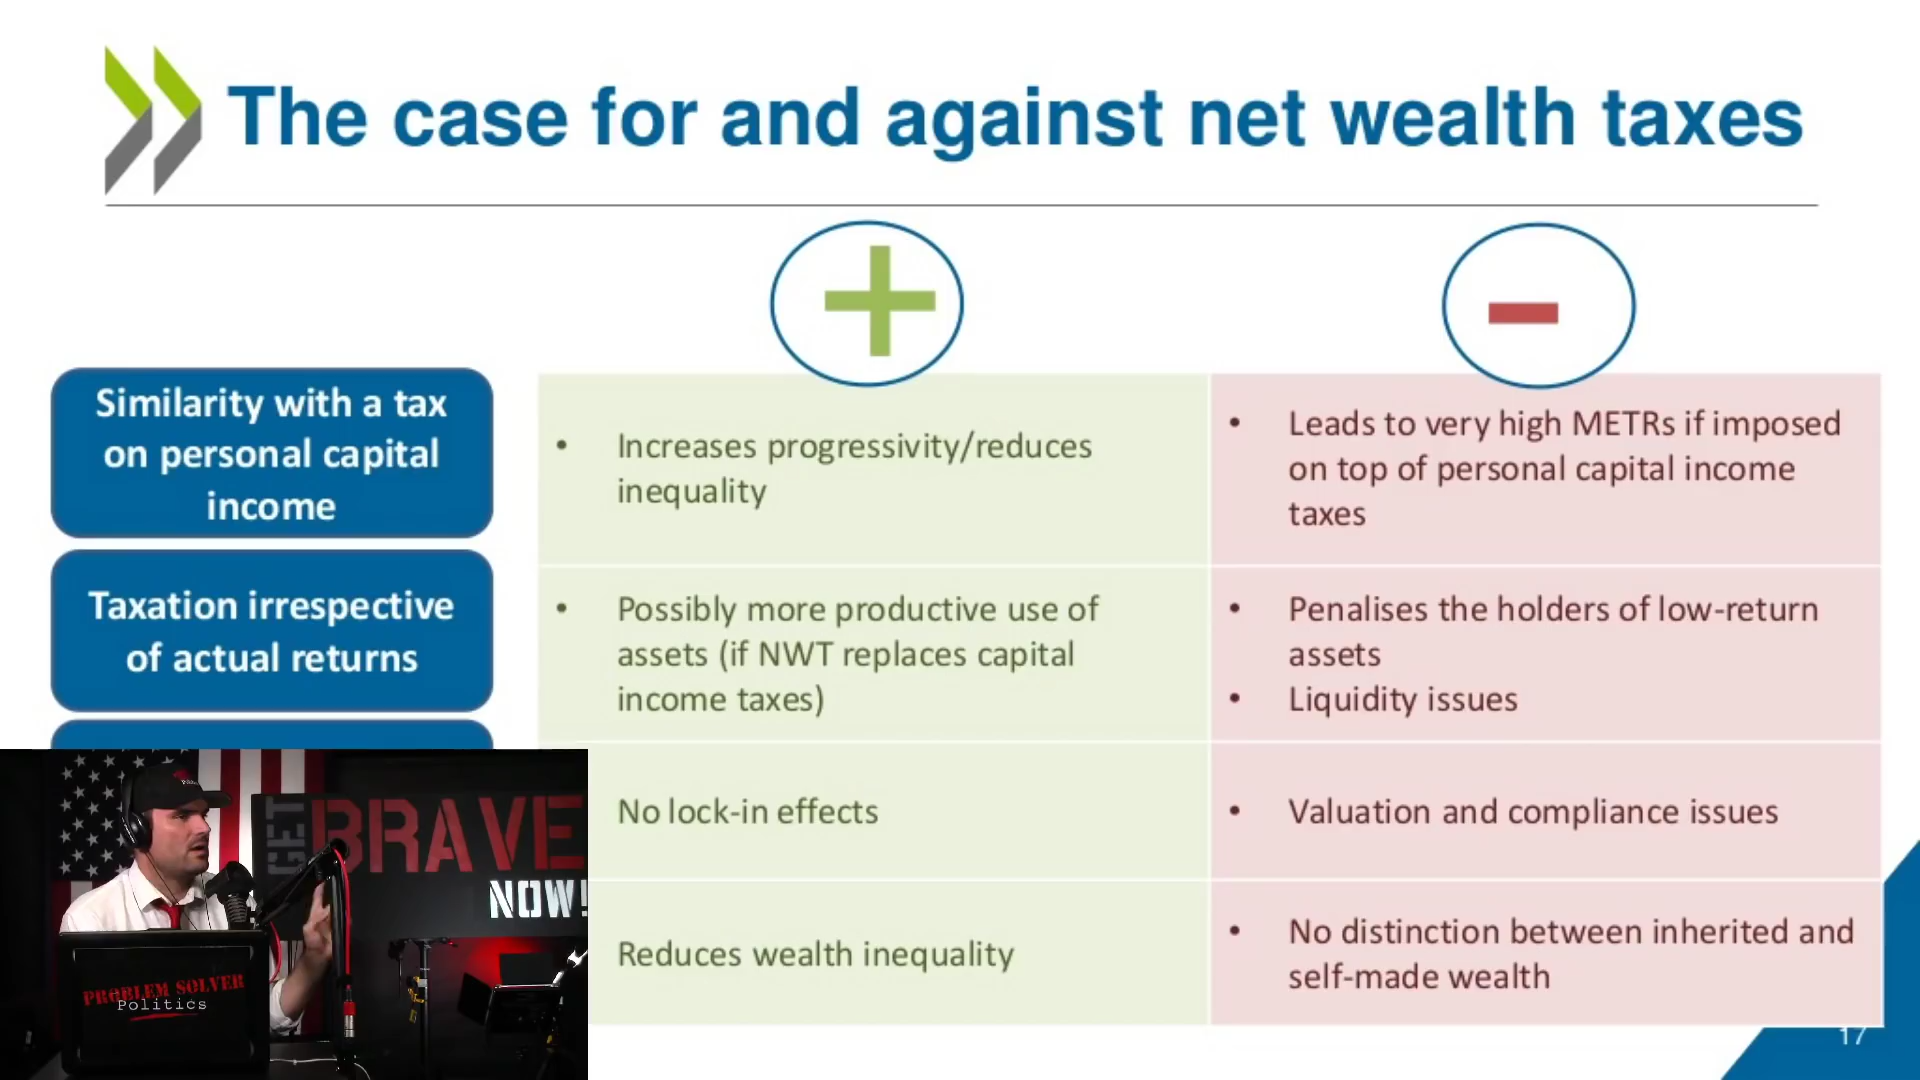 The case for and against net wealth taxes
Similarity with a tax
on personal capital
income
• Increases progressivity/reduces
inequality
• Leads to very high METRs if imposed
on top of personal capital income
taxes
Taxation irrespective
of actual returns
• Possibly more productive use of
assets (if NWT replaces capital
income taxes)
• Penalises the holders of low-return
assets
• Liquidity issues
No lock-in effects
• Valuation and compliance issues
Reduces wealth inequality
• No distinction between inherited and
self-made wealth
17
GET
BRAVE
NOW!
PROBLEM SOLVER
Politics